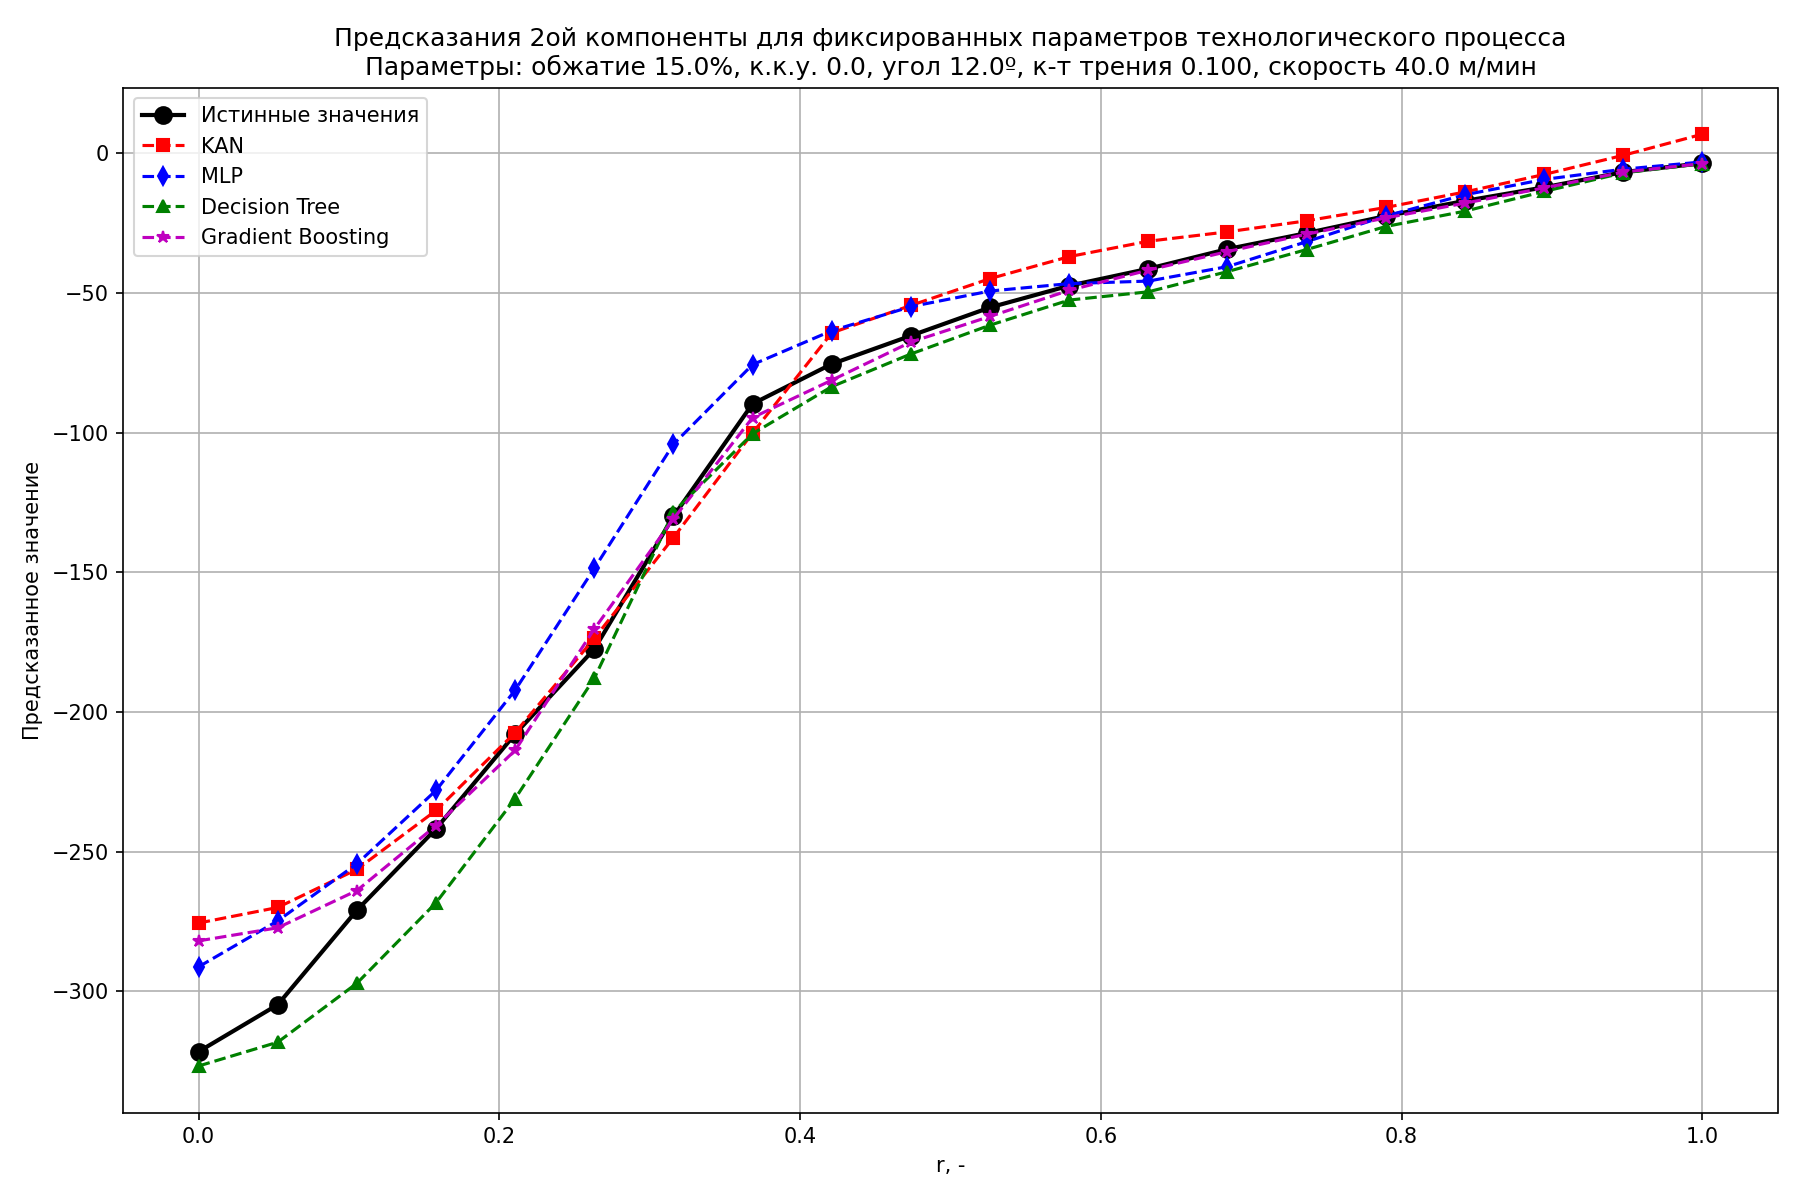 Предсказания 2ой компоненты для фиксированных параметров технологического процесса
Параметры: обжатие 15.0%, к.к.у. 0.0, угол 12.0º, к-т трения 0.100, скорость 40.0 м/мин
Истинные значения
KAN
MLP
Decision Tree
Gradient Boosting
Предсказанное значение
0
−50
−100
−150
−200
−250
−300
0.0
0.2
0.4
0.6
0.8
1.0
r, -